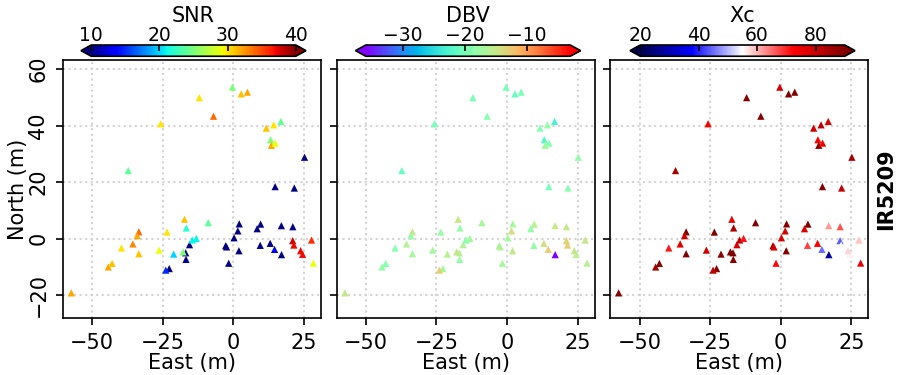 SNR DBV Xc
10 20 30 40 −30 −20 −10 20 40 60 80
60
40
20
0
−20
North (m)
IR5209
−50 −25 0 25 −50 −25 0 25 −50 −25 0 25
East (m) East (m) East (m)